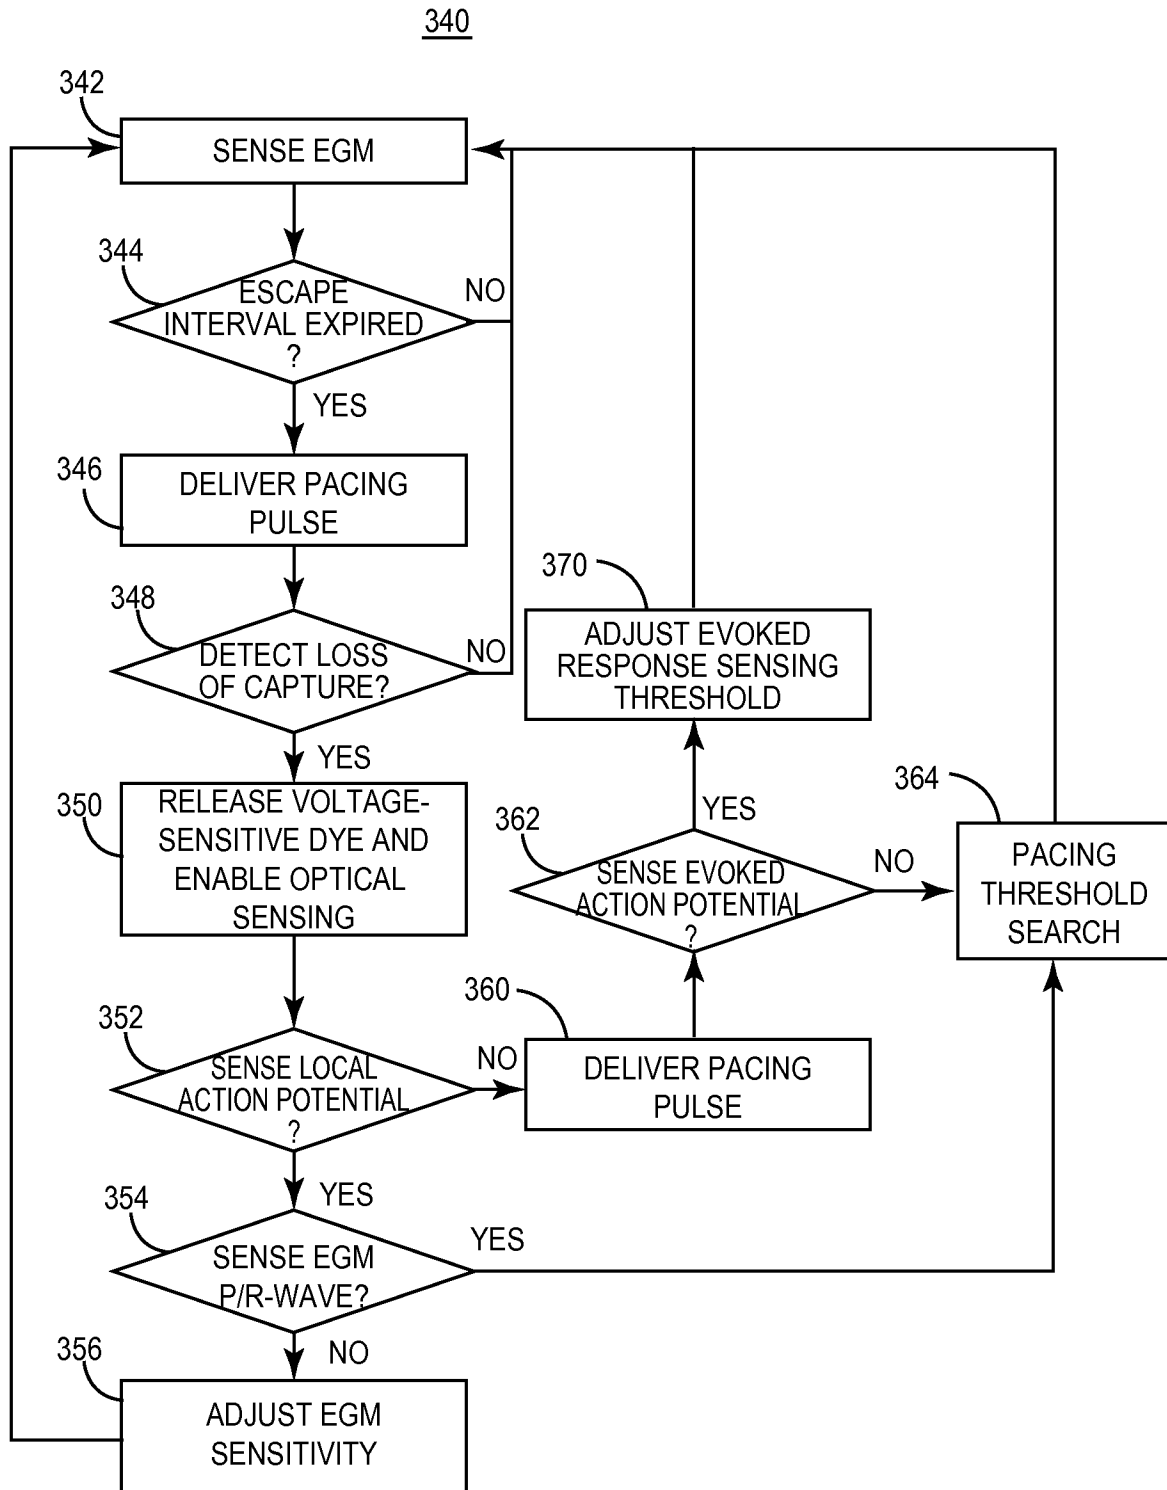 340
342
SENSE EGM
344
ESCAPE
INTERVAL EXPIRED
?
NO
YES
346
DELIVER PACING
PULSE
348
DETECT LOSS
OF CAPTURE?
NO
YES
350
RELEASE VOLTAGE-
SENSITIVE DYE AND
ENABLE OPTICAL
SENSING
352
SENSE LOCAL
ACTION POTENTIAL
?
NO
YES
354
SENSE EGM
P/R-WAVE?
YES
NO
356
ADJUST EGM
SENSITIVITY
360
DELIVER PACING
PULSE
362
SENSE EVOKED
ACTION POTENTIAL
?
YES
NO
370
ADJUST EVOKED
RESPONSE SENSING
THRESHOLD
364
PACING
THRESHOLD
SEARCH